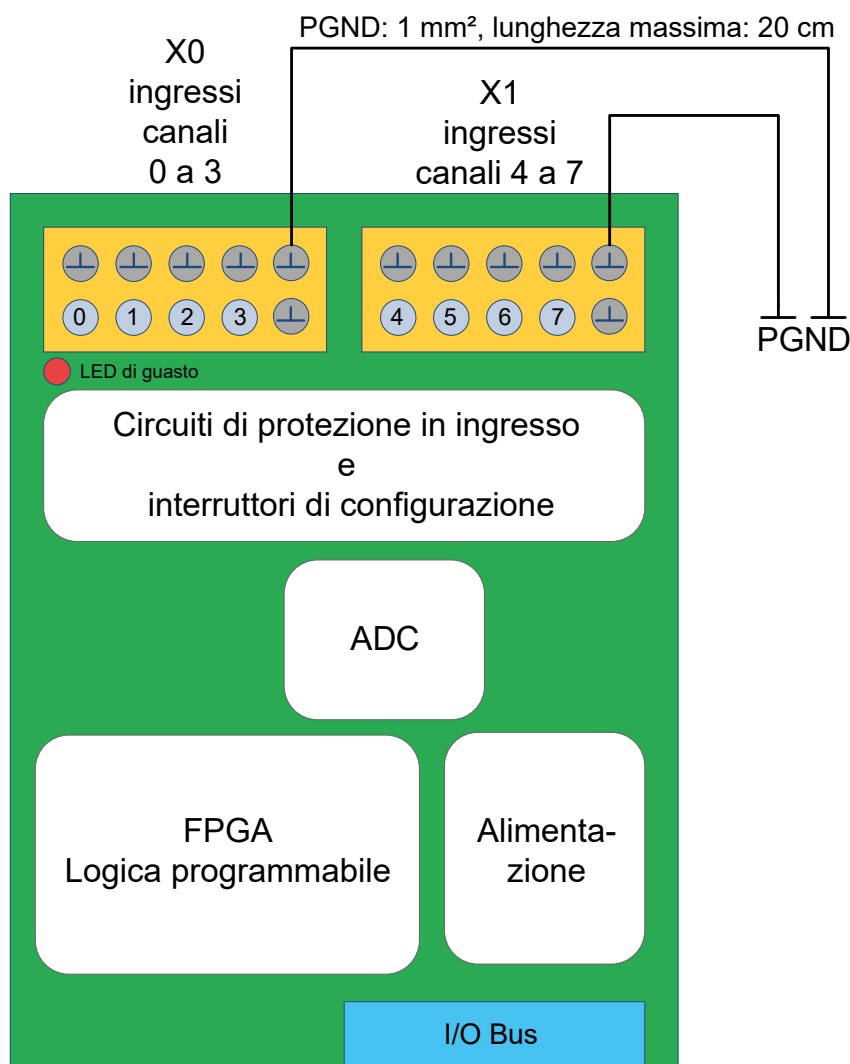 PGND: 1 mm², lunghezza massima: 20 cm
X0
ingressi
canali
0 a 3
X1
ingressi
canali 4 a 7
0 1 2 3
4 5 6 7
PGND
LED di guasto
Circuiti di protezione in ingresso
e
interruttori di configurazione
ADC
FPGA
Logica programmabile
Alimenta-
zione
I/O Bus